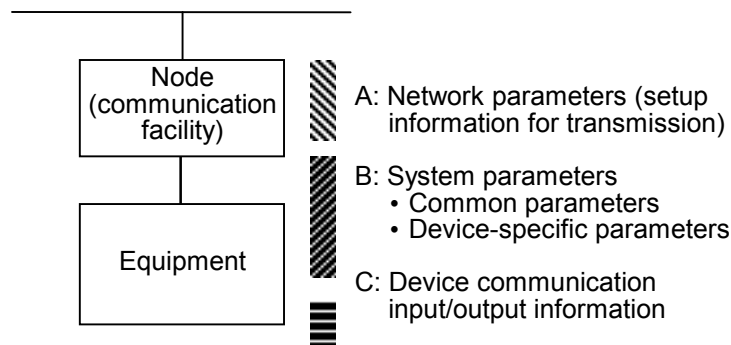 Node
(communication
facility)
Equipment
A: Network parameters (setup
information for transmission)
B: System parameters
• Common parameters
• Device-specific parameters
C: Device communication
input/output information